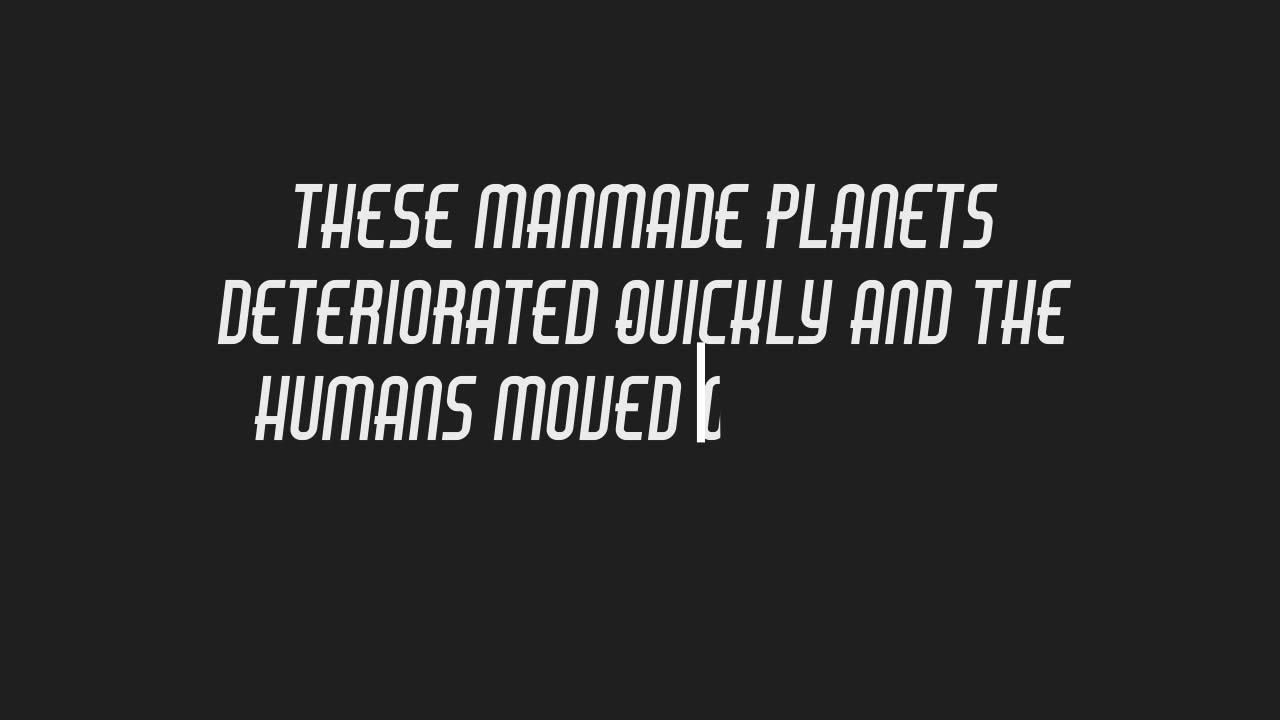 THESE MANMADE PLANETS
DETERIORATED QUICKLY AND THE
HUMANS MOVED